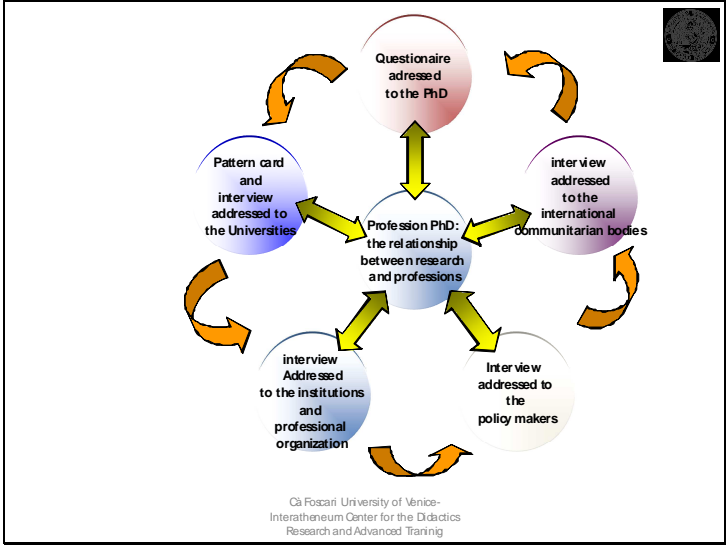 Questionaire
adressed
to the PhD
Pattern card
and
interview
addressed to
the Universities
interview
addressed
to the
international
communitarian bodies
Profession PhD:
the relationship
between research
and professions
interview
Addressed
to the institutions
and
professional
organization
Interview
addressed to
the
policy makers
Cà Foscari University of Venice-
Interatheneum Center for the Didactics
Research and Advanced Traninig